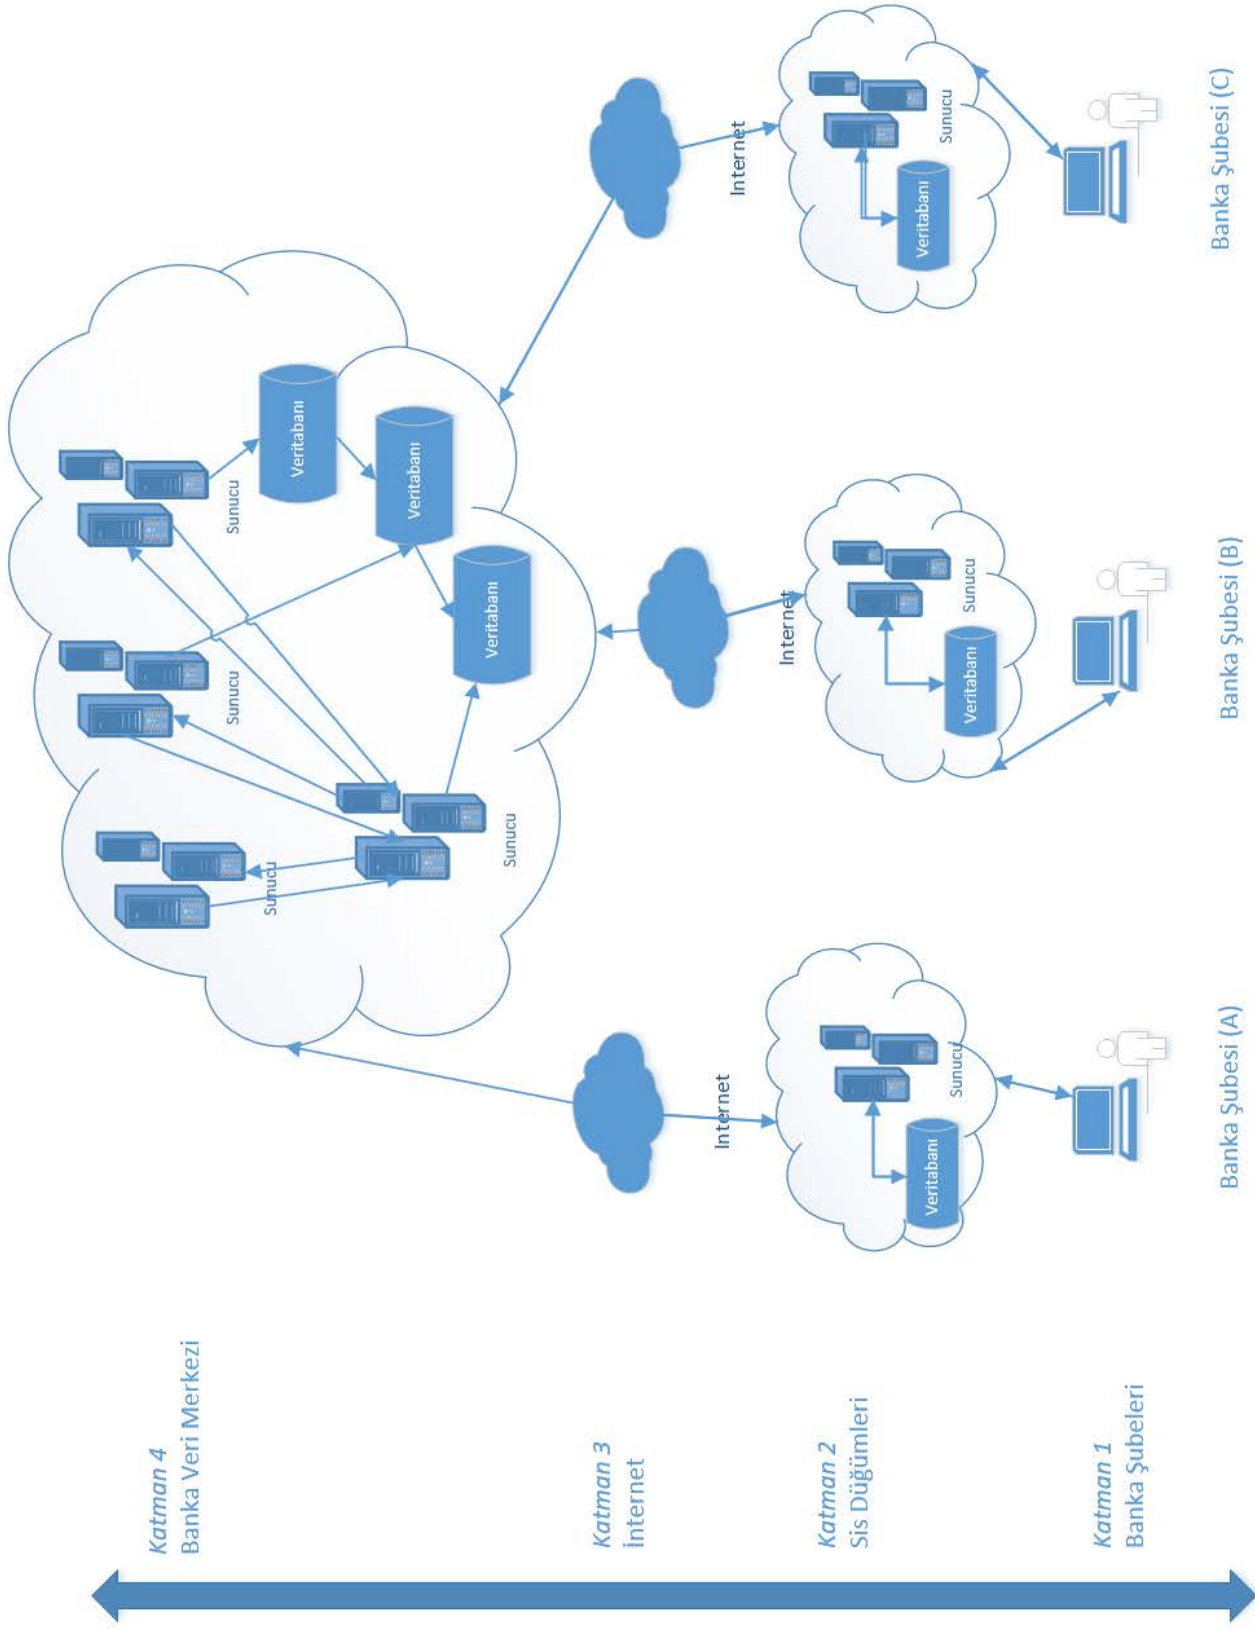 Katman 4
Banka Veri Merkezi
Sunucu
Sunucu
Sunucu
Sunucu
Veritabanı
Veritabanı
Veritabanı
Katman 3
İnternet
Internet
Internet
Internet
Katman 2
Sis Düğümleri
Veritabanı
Sunucu
Veritabanı
Sunucu
Veritabanı
Sunucu
Katman 1
Banka Şubeleri
Banka Şubesi (A)
Banka Şubesi (B)
Banka Şubesi (C)